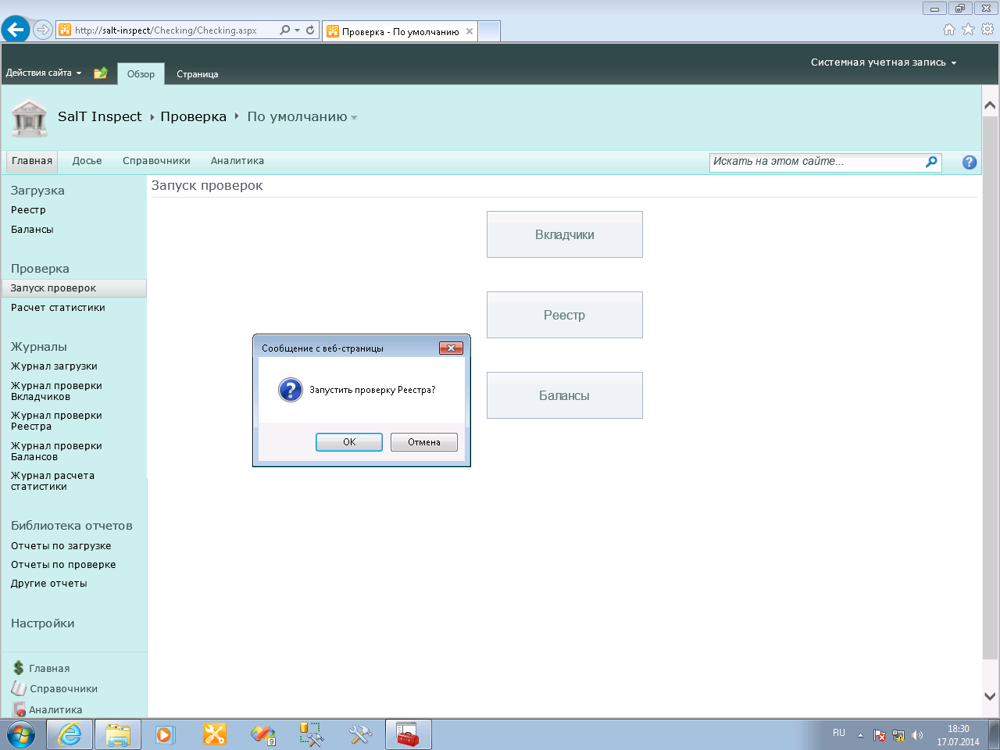 http://salt-inspect/Checking/Checking.aspx
Проверка - По умолчанию
Системная учетная запись
Действия сайта
Обзор
Страница
SalT Inspect
Проверка
По умолчанию
Главная
Досье
Справочники
Аналитика
Искать на этом сайте...
Загрузка
Реестр
Балансы
Проверка
Запуск проверок
Расчет статистики
Журналы
Журнал загрузки
Журнал проверки
Вкладчиков
Журнал проверки
Реестра
Журнал проверки
Балансов
Журнал расчета
статистики
Библиотека отчетов
Отчеты по загрузке
Отчеты по проверке
Другие отчеты
Настройки
Главная
Справочники
Аналитика
Запуск проверок
Вкладчики
Реестр
Балансы
Сообщение с веб-страницы
Запустить проверку Реестра?
OK
Отмена
9
RU
18:30
17.07.2014